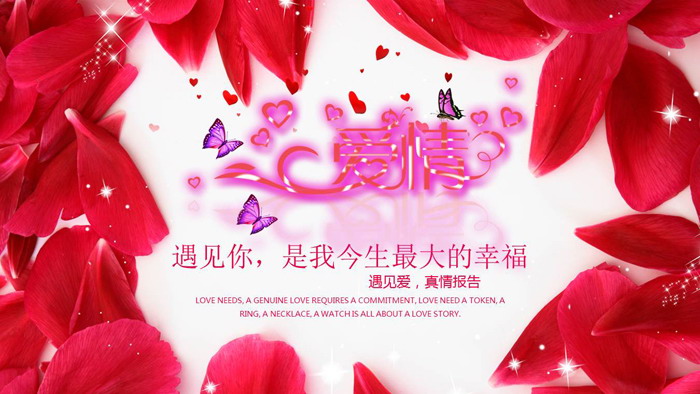 爱情
遇见你，是我今生最大的幸福
遇见爱，真情报告
LOVE NEEDS, A GENUINE LOVE REQUIRES A COMMITMENT, LOVE NEED A TOKEN, A
RING, A NECKLACE, A WATCH IS ALL ABOUT A LOVE STORY.